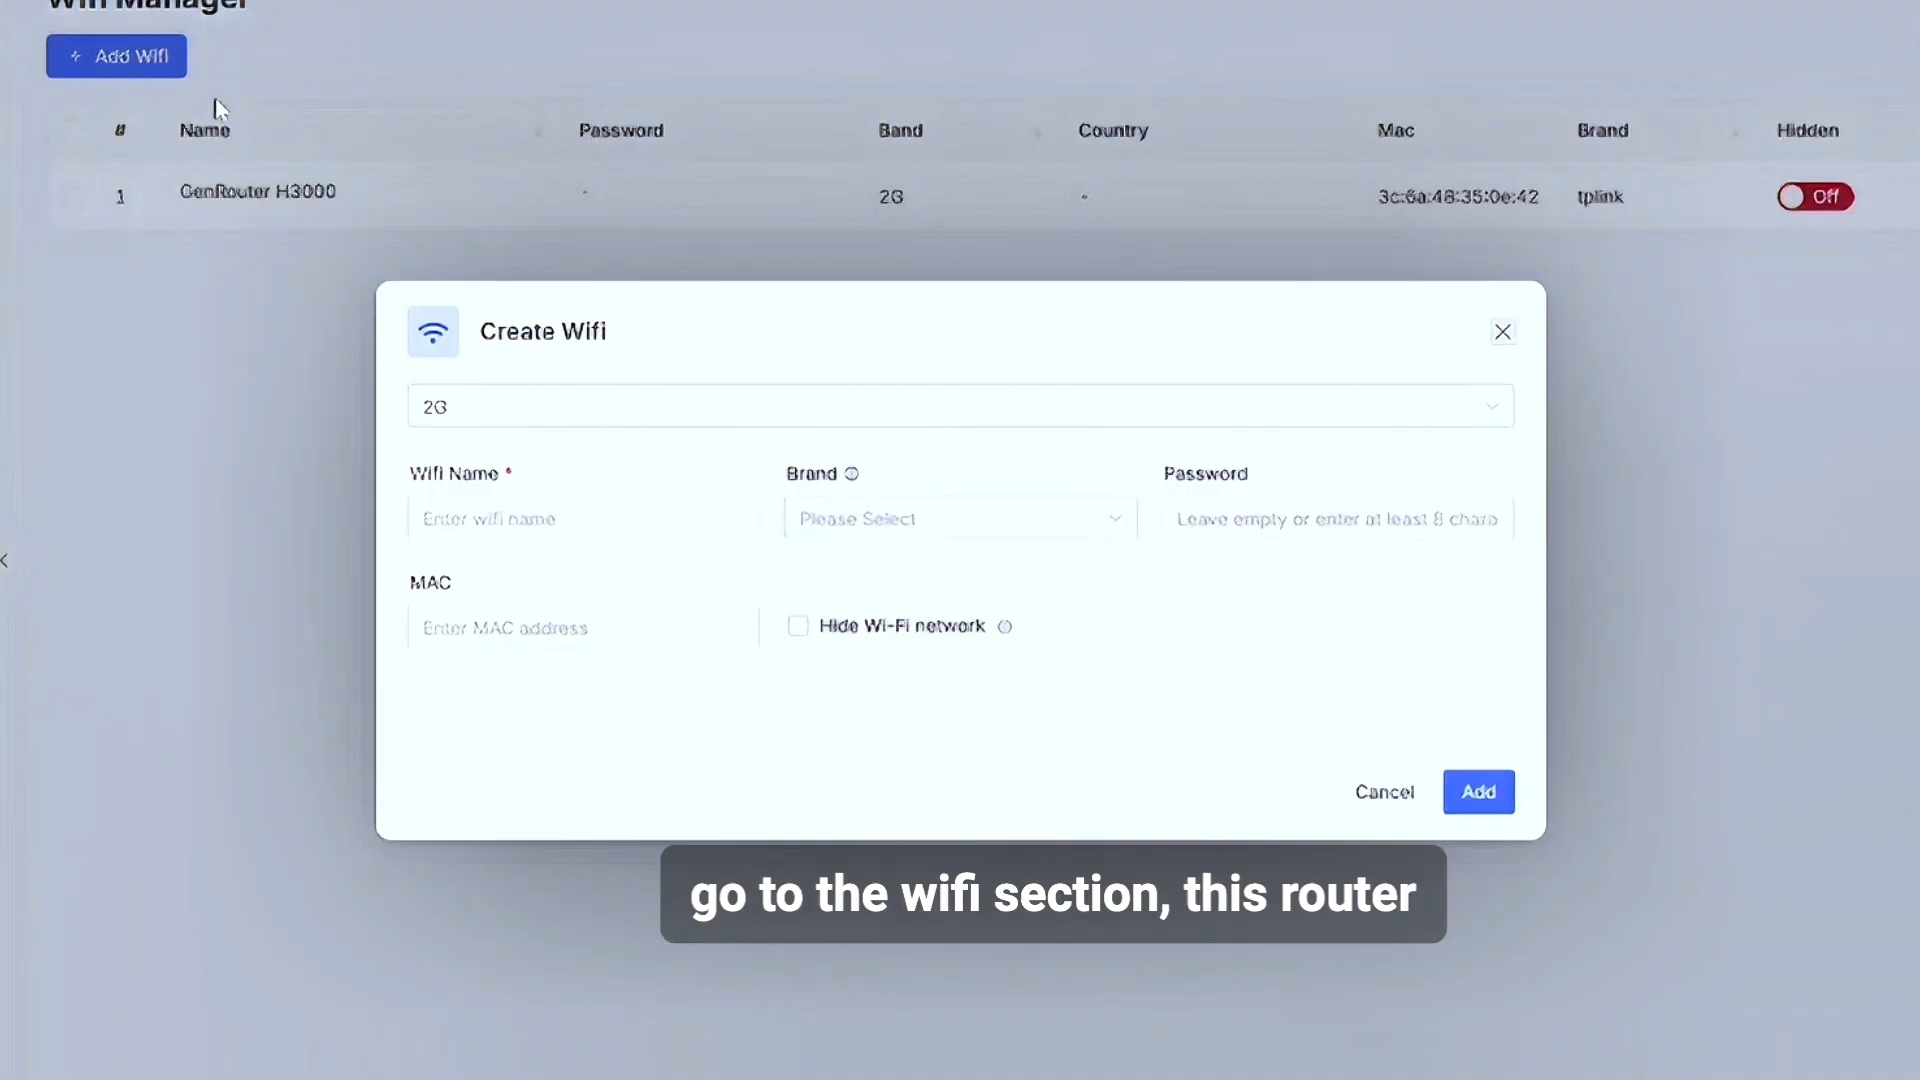 Wifi Manager
+ Add Wifi
# Name Password Band Country Mac Brand Hidden
1 GenRouter H3000 - 2G - 3c:6a:48:35:0e:42 tplink Off
Create Wifi
2G
Wifi Name * Brand Password
Enter wifi name Please Select Leave empty or enter at least 8 chara
MAC
Enter MAC address Hide Wi-Fi network
Cancel Add
go to the wifi section, this router